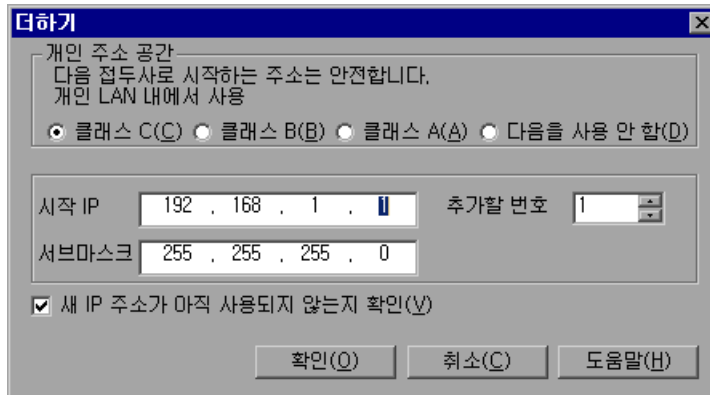 더하기
개인 주소 공간
다음 접두사로 시작하는 주소는 안전합니다.
개인 LAN 내에서 사용
클래스 C(C) 클래스 B(B) 클래스 A(A) 다음을 사용 안 함(D)
시작 IP 192 . 168 . 1 . 1 추가할 번호 1
서브마스크 255 . 255 . 255 . 0
새 IP 주소가 아직 사용되지 않는지 확인(V)
확인(O) 취소(C) 도움말(H)